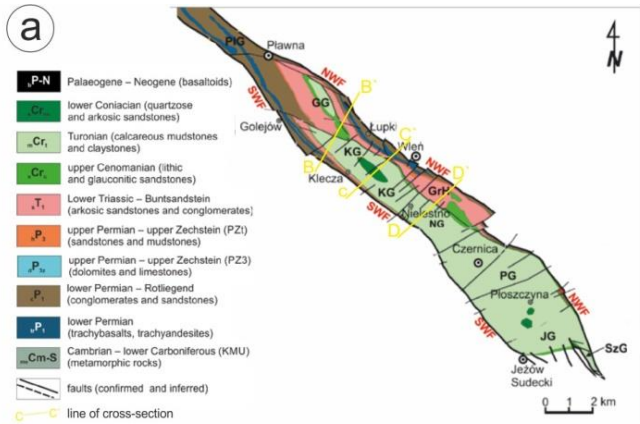 a
bP-N Palaeogene – Neogene (basaltoids)
lower Coniacian (quartzose
and arkosic sandstones)
Turonian (calcareous mudstones
and claystones)
upper Cenomanian (lithic
and glauconitic sandstones)
Lower Triassic – Buntsandstein
(arkosic sandstones and conglomerates)
upper Permian – upper Zechstein (PZt)
(sandstones and mudstones)
upper Permian – upper Zechstein (PZ3)
(dolomites and limestones)
lower Permian – Rotliegend
(conglomerates and sandstones)
lower Permian
(trachybasalts, trachyandesites)
Cm-S Cambrian – lower Carboniferous (KMU)
(metamorphic rocks)
faults (confirmed and inferred)
C C` line of cross-section
N
PIG
Pławna
NWF
SWF
GG
B`
Golejów
Łupki
C`
Wleń
KG
B
Klecza
NWF
D`
C
KG
GrH
SWF
Nielestno
D
NG
Czernica
PG
Płoszczyna
NWF
SWF
JG
SzG
Jeżów
Sudecki
0 1 2 km